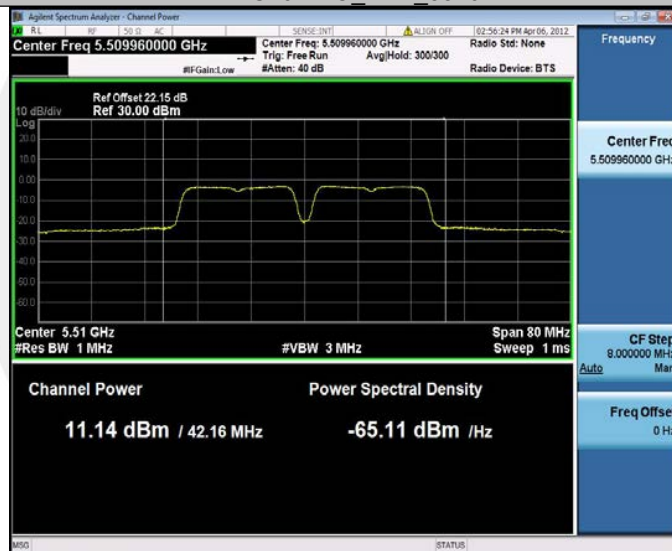 Agilent Spectrum Analyzer - Channel Power
RL RF 50 Ω AC SENSE:INT ALIGN OFF 02:56:24 PM Apr 06, 2012
Center Freq 5.509960000 GHz
Center Freq: 5.509960000 GHz
Radio Std: None
Trig: Free Run Avg|Hold: 300/300
#IFGain:Low #Atten: 40 dB Radio Device: BTS
Ref Offset 22.15 dB
10 dB/div Ref 30.00 dBm
Log
20.0
10.0
0.00
-10.0
-20.0
-30.0
-40.0
-50.0
-60.0
Center 5.51 GHz Span 80 MHz
#Res BW 1 MHz #VBW 3 MHz Sweep 1 ms
Channel Power Power Spectral Density
11.14 dBm / 42.16 MHz -65.11 dBm /Hz
MSG STATUS
Frequency
Center Freq
5.509960000 GHz
CF Step
8.000000 MHz
Auto Man
Freq Offset
0 Hz